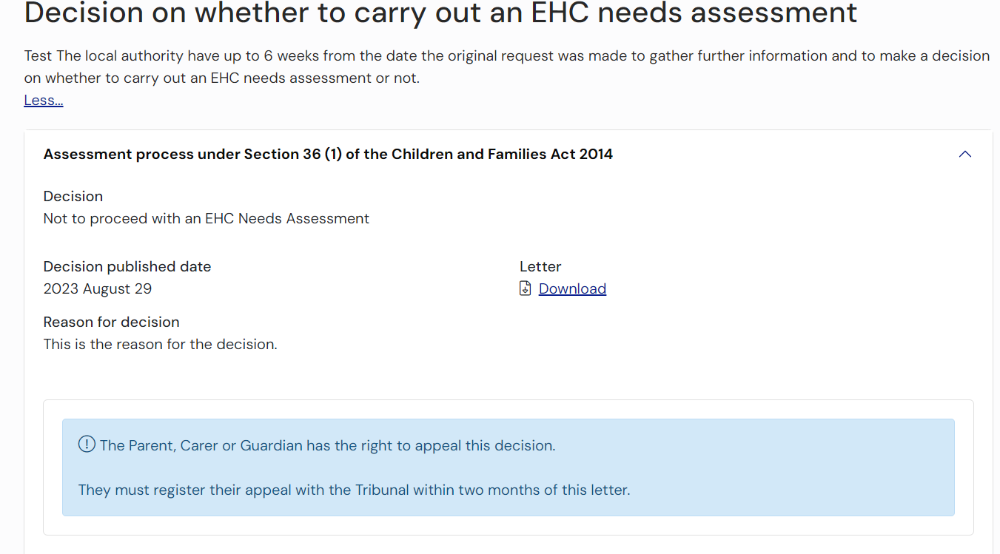 Decision on whether to carry out an EHC needs assessment
Test The local authority have up to 6 weeks from the date the original request was made to gather further information and to make a decision
on whether to carry out an EHC needs assessment or not.
Less...
Assessment process under Section 36 (1) of the Children and Families Act 2014
Decision
Not to proceed with an EHC Needs Assessment
Decision published date
2023 August 29
Letter
Download
Reason for decision
This is the reason for the decision.
The Parent, Carer or Guardian has the right to appeal this decision.
They must register their appeal with the Tribunal within two months of this letter.